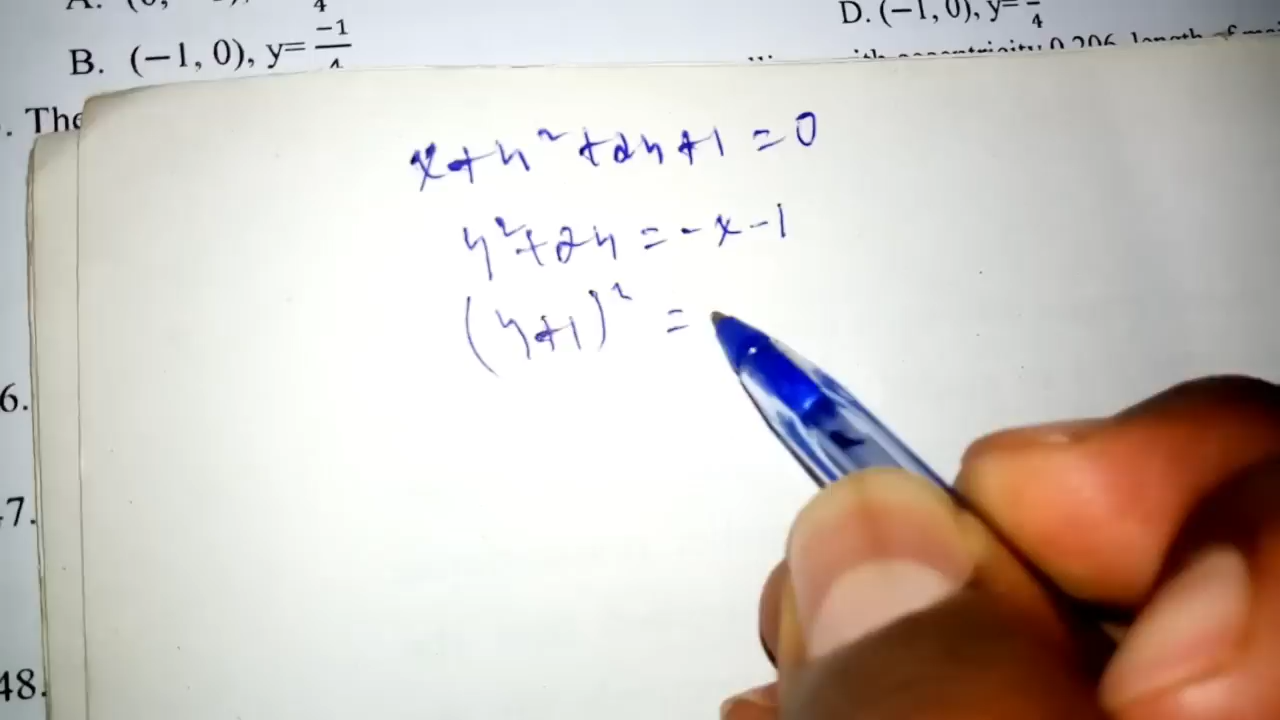 4
D. (−1, 0), y= 4
B. (−1, 0), y= −1
. The
x+y²+2y+1 =0
y²+2y = -x-1
(y+1)² =
6.
7.
48.